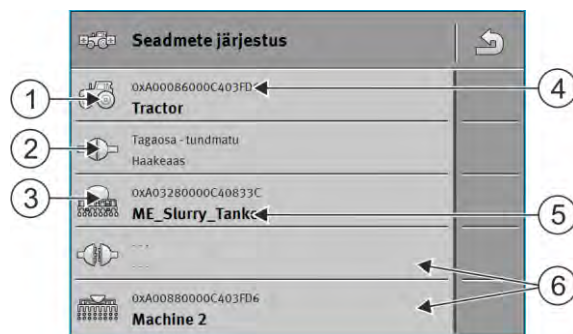 Seadmete järjestus
1
0xA00086000C403FD
4
Tractor
2
Tagaosa - tundmatu
Haakeaas
3
0xA03280000C40833C
ME_Slurry_Tank
5
- - -
- - -
6
0xA00880000C403FD6
Machine 2